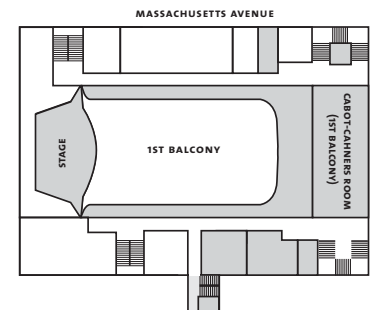 MASSACHUSETTS AVENUE
STAGE
1ST BALCONY
CABOT-CAHNERS ROOM
(1ST BALCONY)